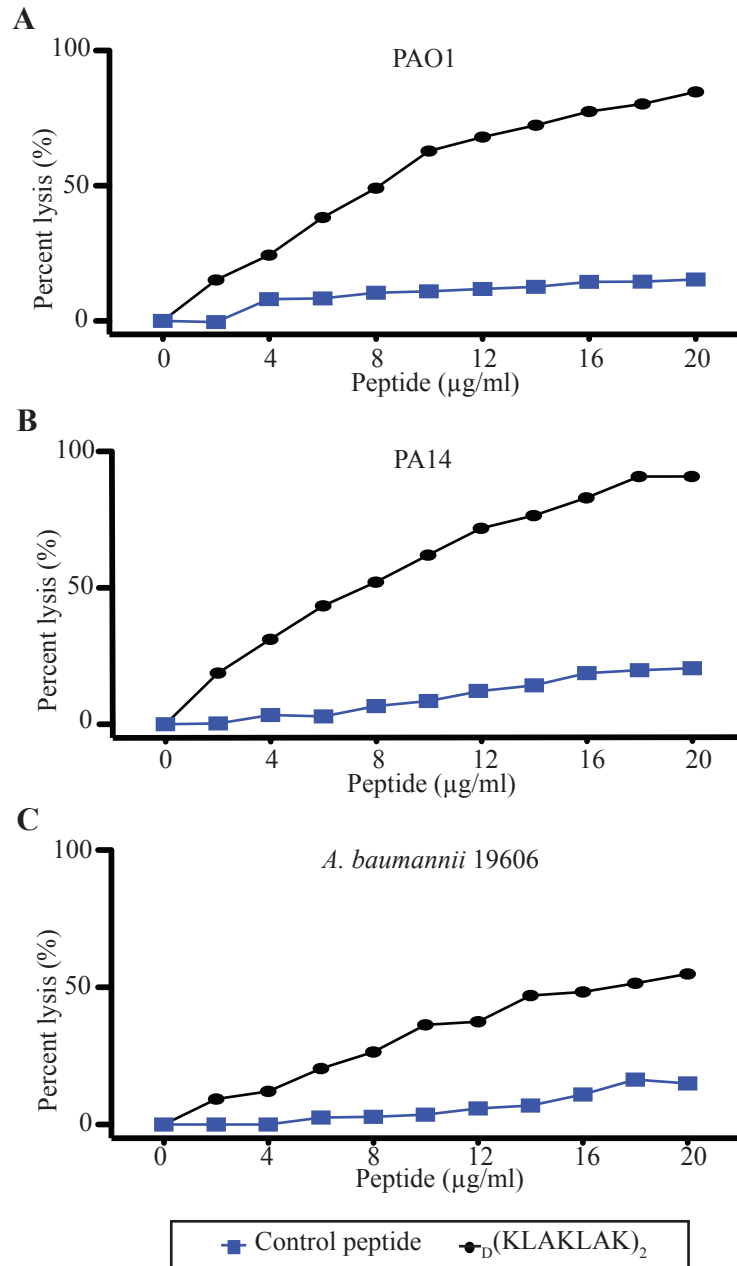 A
PAO1
100
50
0
Percent lysis (%)
0 4 8 12 16 20
Peptide (µg/ml)
B
PA14
100
50
0
Percent lysis (%)
0 4 8 12 16 20
Peptide (µg/ml)
C
A. baumannii 19606
100
50
0
Percent lysis (%)
0 4 8 12 16 20
Peptide (µg/ml)
Control peptide D(KLAKLAK)2